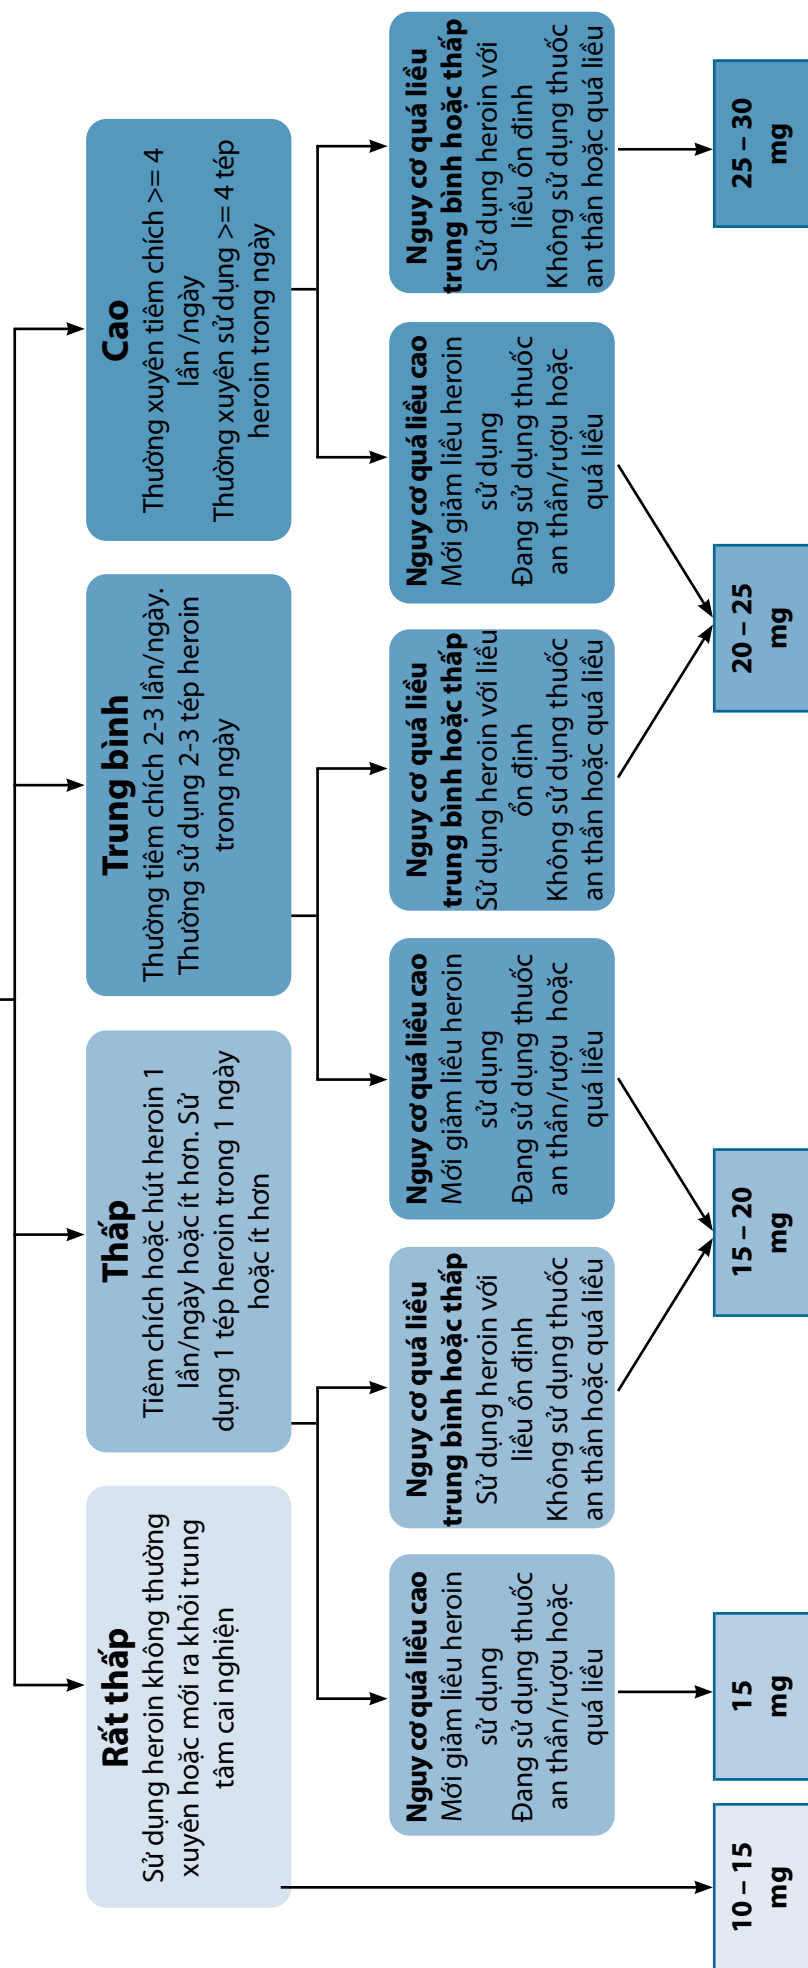 Rất thấp
Sử dụng heroin không thường
xuyên hoặc mới ra khỏi trung
tâm cai nghiện
Thấp
Tiêm chích hoặc hút heroin 1
lần/ngày hoặc ít hơn. Sử
dụng 1 tép heroin trong 1 ngày
hoặc ít hơn
Trung bình
Thường tiêm chích 2-3 lần/ngày.
Thường sử dụng 2-3 tép heroin
trong ngày
Cao
Thường xuyên tiêm chích >= 4
lần /ngày
Thường xuyên sử dụng >= 4 tép
heroin trong ngày
Nguy cơ quá liều cao
Mới giảm liều heroin
sử dụng
Đang sử dụng thuốc
an thần/rượu hoặc
quá liều
Nguy cơ quá liều
trung bình hoặc thấp
Sử dụng heroin với
liều ổn định
Không sử dụng thuốc
an thần hoặc quá liều
Nguy cơ quá liều cao
Mới giảm liều heroin
sử dụng
Đang sử dụng thuốc
an thần/rượu hoặc
quá liều
Nguy cơ quá liều
trung bình hoặc thấp
Sử dụng heroin với liều
ổn định
Không sử dụng thuốc
an thần hoặc quá liều
Nguy cơ quá liều cao
Mới giảm liều heroin
sử dụng
Đang sử dụng thuốc
an thần/rượu hoặc
quá liều
Nguy cơ quá liều
trung bình hoặc thấp
Sử dụng heroin với
liều ổn định
Không sử dụng thuốc
an thần hoặc quá liều
10 – 15
mg
15
mg
15 – 20
mg
20 – 25
mg
25 – 30
mg